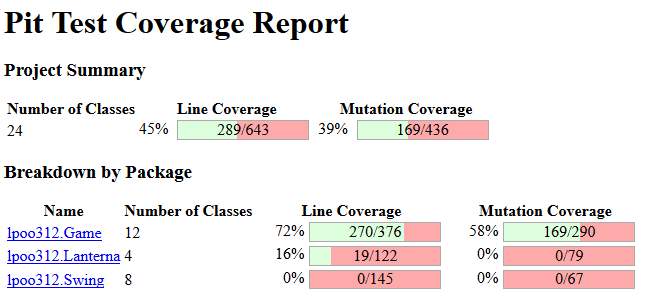 Pit Test Coverage Report
Project Summary
Number of Classes Line Coverage Mutation Coverage
24 45% 289/643 39% 169/436
Breakdown by Package
Name Number of Classes Line Coverage Mutation Coverage
lpoo312.Game 12 72% 270/376 58% 169/290
lpoo312.Lanterna 4 16% 19/122 0% 0/79
lpoo312.Swing 8 0% 0/145 0% 0/67